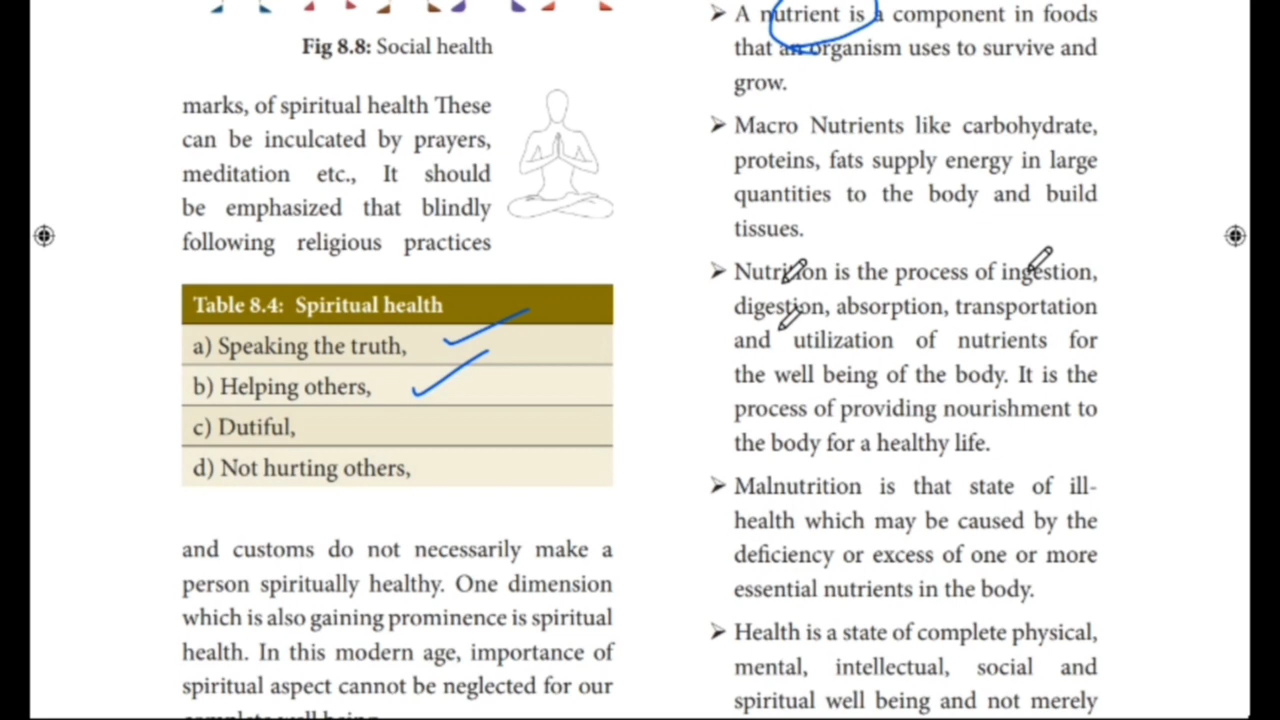 Fig 8.8: Social health
marks, of spiritual health These
can be inculcated by prayers,
meditation etc., It should
be emphasized that blindly
following religious practices
Table 8.4: Spiritual health
a) Speaking the truth,
b) Helping others,
c) Dutiful,
d) Not hurting others,
and customs do not necessarily make a
person spiritually healthy. One dimension
which is also gaining prominence is spiritual
health. In this modern age, importance of
spiritual aspect cannot be neglected for our
complete well being.
➢ A nutrient is a component in foods
that an organism uses to survive and
grow.
➢ Macro Nutrients like carbohydrate,
proteins, fats supply energy in large
quantities to the body and build
tissues.
➢ Nutrition is the process of ingestion,
digestion, absorption, transportation
and utilization of nutrients for
the well being of the body. It is the
process of providing nourishment to
the body for a healthy life.
➢ Malnutrition is that state of ill-
health which may be caused by the
deficiency or excess of one or more
essential nutrients in the body.
➢ Health is a state of complete physical,
mental, intellectual, social and
spiritual well being and not merely